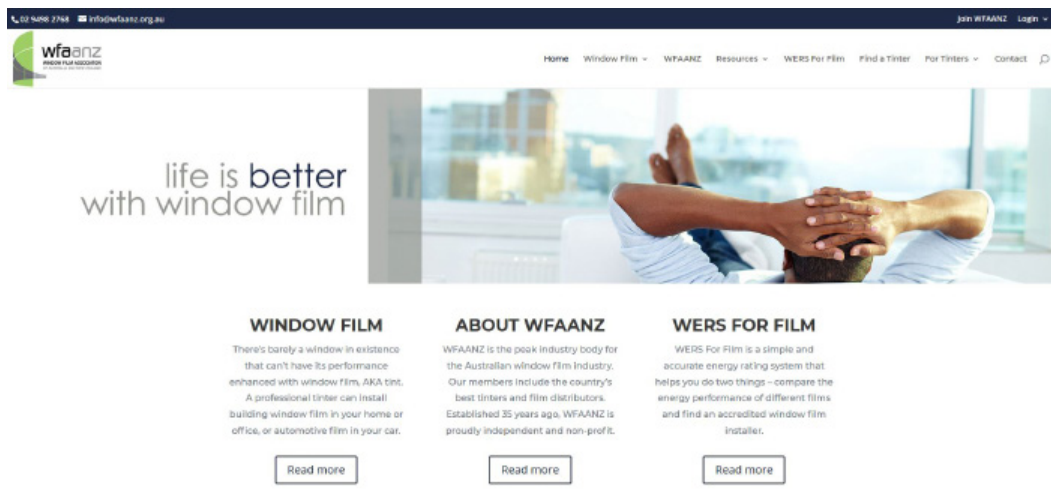 02 9498 2768 info@wfaanz.org.au Join WFAANZ Login
wfaanz
WINDOW FILM ASSOCIATION
Home Window Film WFAANZ Resources WERS For Film Find a Tinter For Tinters Contact
life is better
with window film
WINDOW FILM
There's barely a window in existence
that can't have its performance
enhanced with window film, AKA tint.
A professional tinter can install
building window film in your home or
office, or automotive film in your car.
Read more
ABOUT WFAANZ
WFAANZ is the peak industry body for
the Australian window film industry.
Our members include the country's
best tinters and film distributors.
Established 35 years ago, WFAANZ is
proudly independent and non-profit.
Read more
WERS FOR FILM
WERS For Film is a simple and
accurate energy rating system that
helps you do two things – compare the
energy performance of different films
and find an accredited window film
installer.
Read more